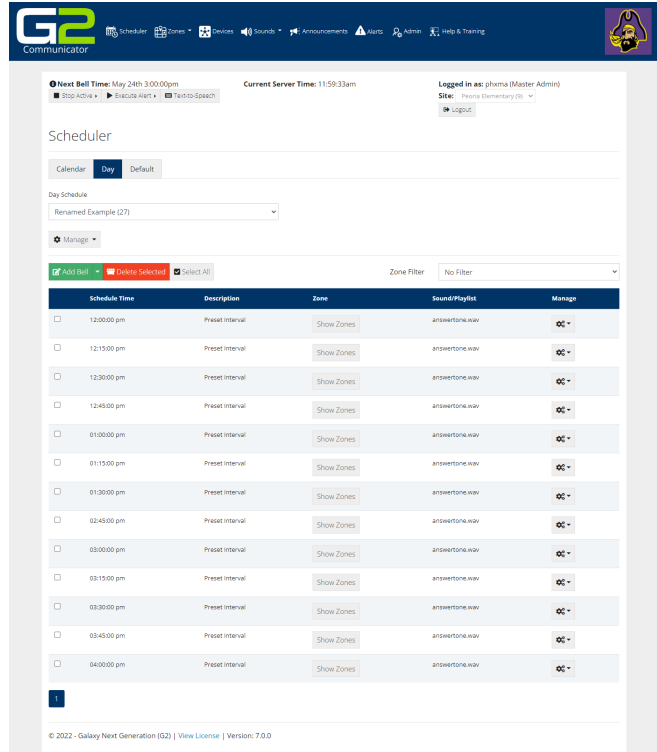 G2
Communicator
Scheduler Zones Devices Sounds Announcements Alerts Admin Help & Training
Next Bell Time: May 24th 3:00:00pm Current Server Time: 11:59:33am Logged in as: phxma (Master Admin)
Stop Active Execute Alert Text-to-Speech Site: Peoria Elementary (9)
Logout
Scheduler
Calendar Day Default
Day Schedule
Renamed Example (27)
Manage
Add Bell Delete Selected Select All Zone Filter No Filter
Schedule Time Description Zone Sound/Playlist Manage
12:00:00 pm Preset Interval Show Zones answertone.wav
12:15:00 pm Preset Interval Show Zones answertone.wav
12:30:00 pm Preset Interval Show Zones answertone.wav
12:45:00 pm Preset Interval Show Zones answertone.wav
01:00:00 pm Preset Interval Show Zones answertone.wav
01:15:00 pm Preset Interval Show Zones answertone.wav
01:30:00 pm Preset Interval Show Zones answertone.wav
02:45:00 pm Preset Interval Show Zones answertone.wav
03:00:00 pm Preset Interval Show Zones answertone.wav
03:15:00 pm Preset Interval Show Zones answertone.wav
03:30:00 pm Preset Interval Show Zones answertone.wav
03:45:00 pm Preset Interval Show Zones answertone.wav
04:00:00 pm Preset Interval Show Zones answertone.wav
1
© 2022 - Galaxy Next Generation (G2) | View License | Version: 7.0.0